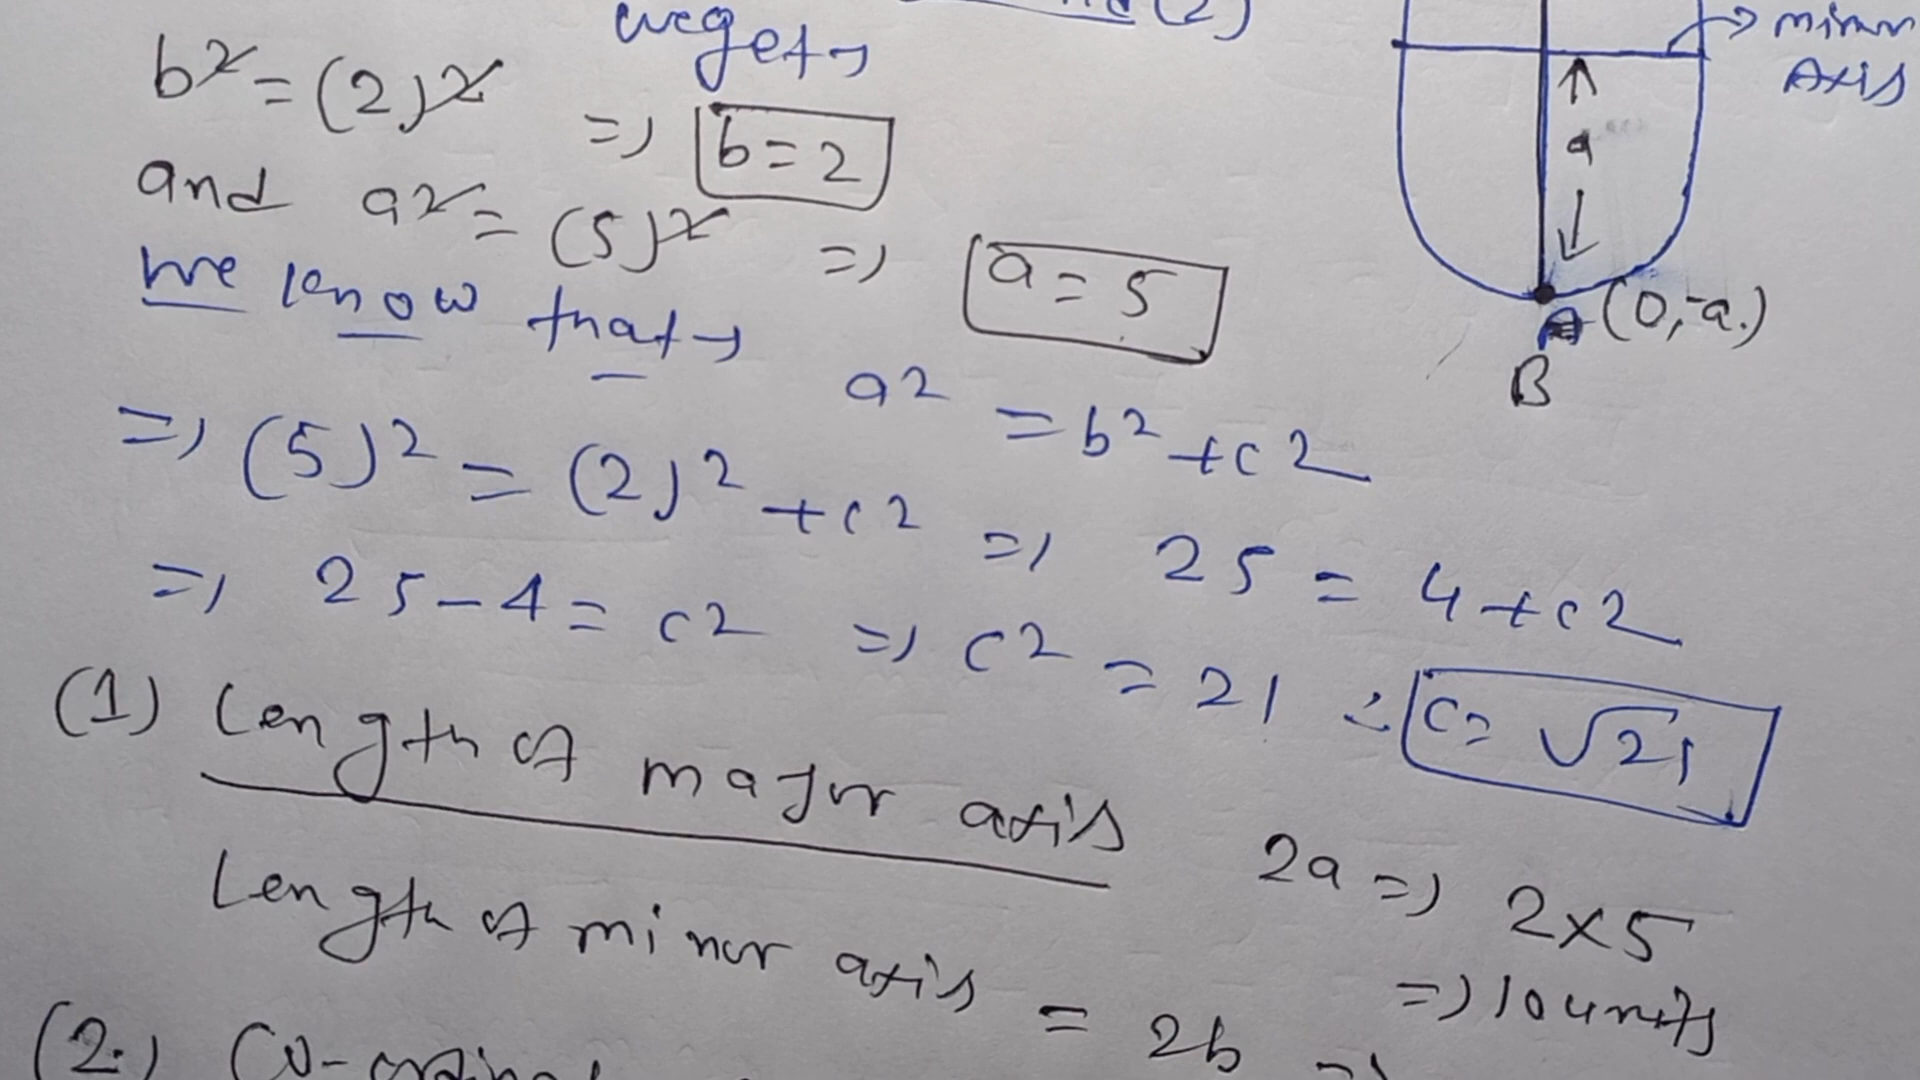 we get →
(2)
b² = (2)² ⇒ b = 2
and a² = (5)² ⇒ a = 5
we know that →
a² = b² + c²
⇒ (5)² = (2)² + c² ⇒ 25 = 4 + c²
⇒ 25 - 4 = c² ⇒ c² = 21 ∴ c = √21
(1) Length of major axis 2a ⇒ 2×5
⇒ 10 units
Length of minor axis = 2b
(2.)
minor
Axis
a
(0,-a.)
B